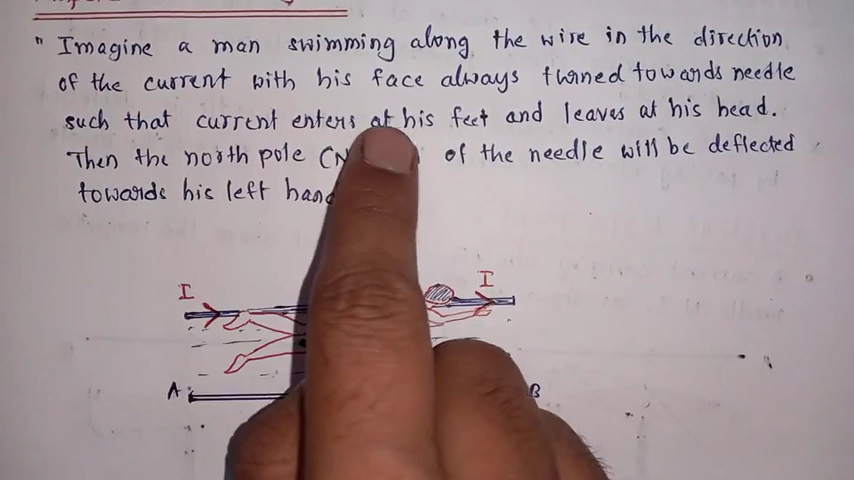 " Imagine a man swimming along the wire in the direction
of the current with his face always turned towards needle
such that current enters at his feet and leaves at his head.
Then the north pole (N of the needle will be deflected
towards his left hand
I
I
A
B